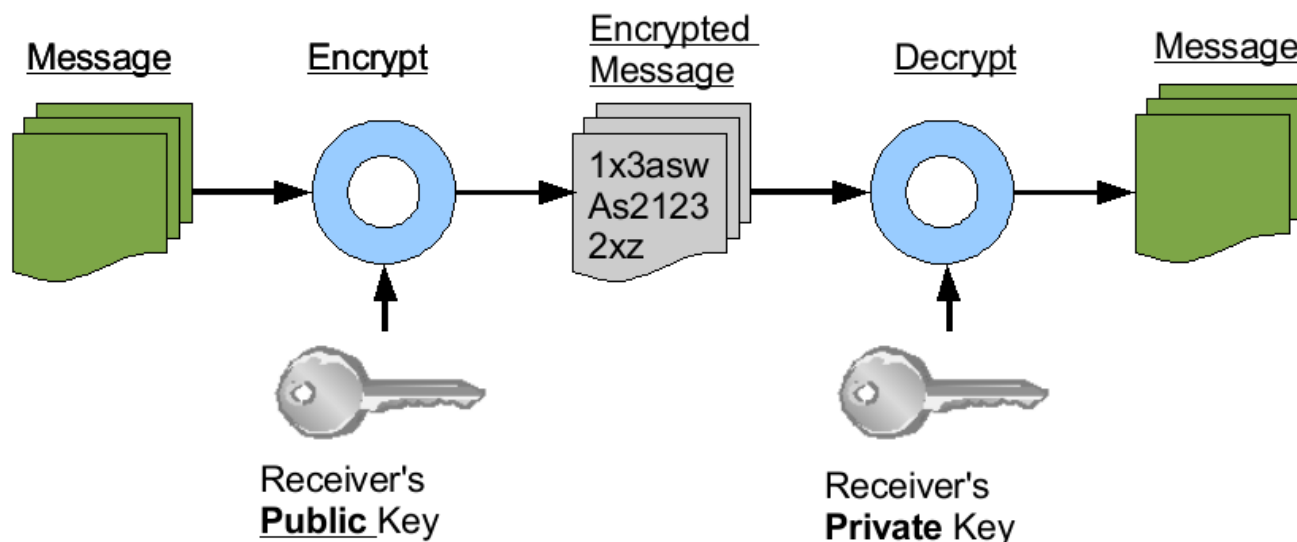 Message
Encrypt
Encrypted
Message
Decrypt
Message
1x3asw
As2123
2xz
Receiver's
Public Key
Receiver's
Private Key